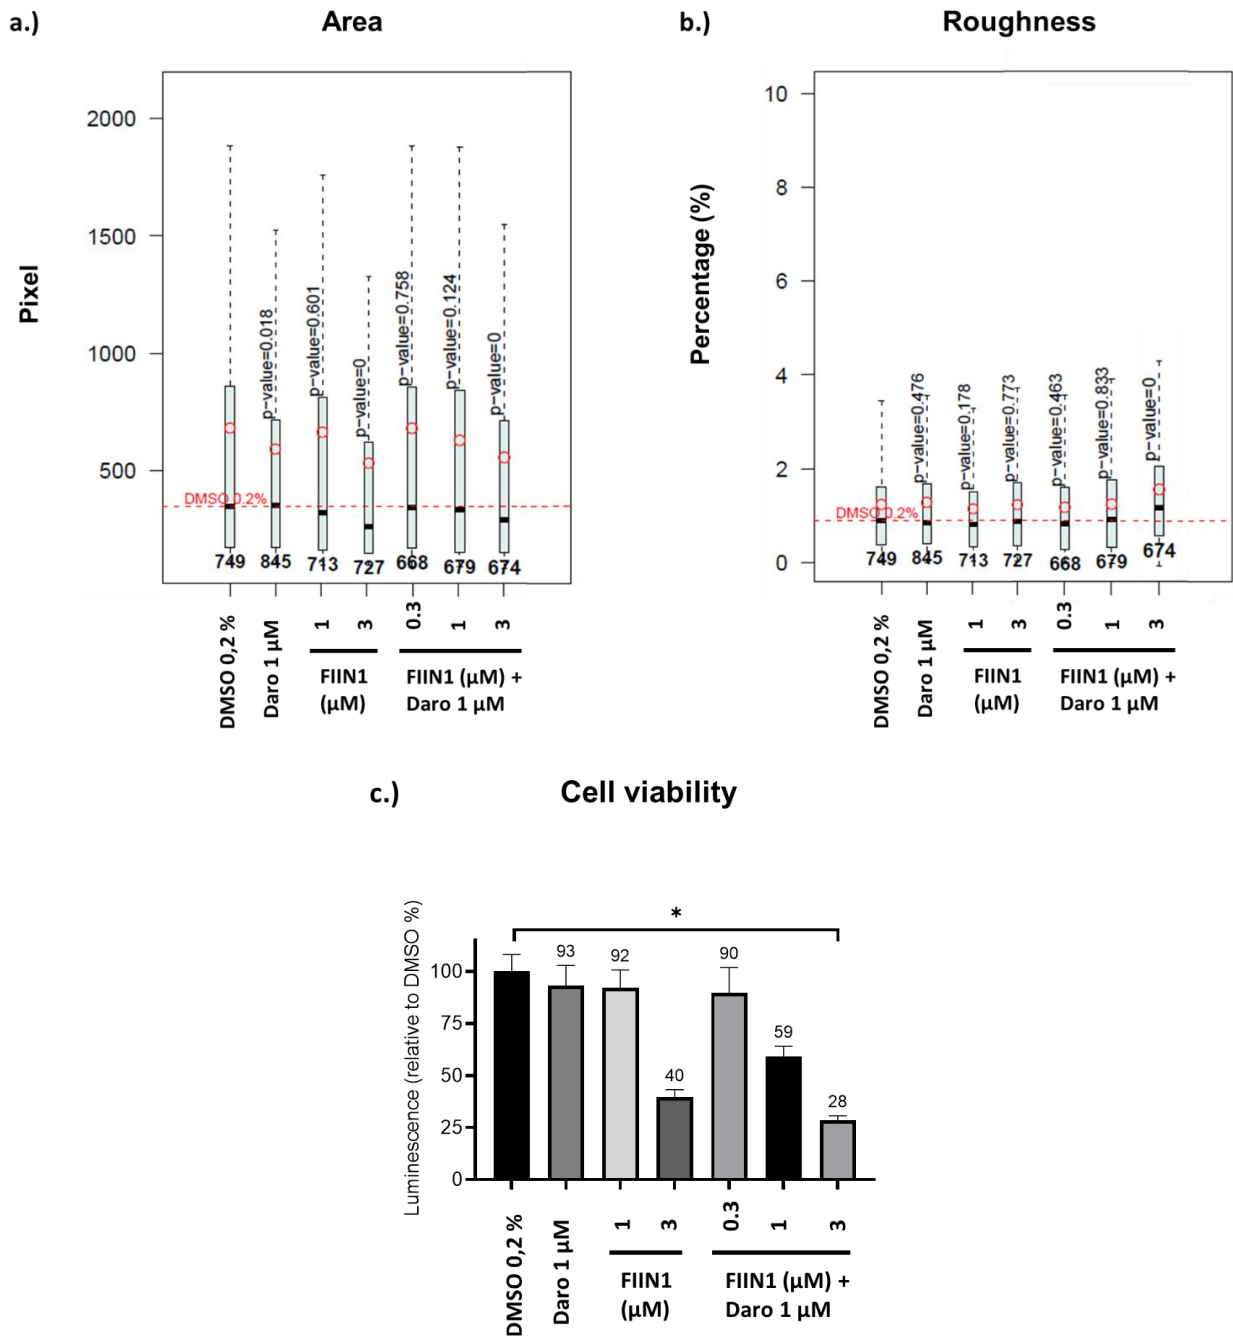 a.)
Area
Pixel
2000
1500
1000
500
p-value=0.018
p-value=0.601
p-value=0
p-value=0.758
p-value=0.124
p-value=0
DMSO 0.2%
749
845
713
727
668
679
674
DMSO 0,2 %
Daro 1 µM
1
3
0.3
1
3
FIIN1
(µM)
FIIN1 (µM) +
Daro 1 µM
b.)
Roughness
Percentage (%)
10
8
6
4
2
0
p-value=0.476
p-value=0.178
p-value=0.773
p-value=0.463
p-value=0.833
p-value=0
DMSO 0.2%
749
845
713
727
668
679
674
DMSO 0,2 %
Daro 1 µM
1
3
0.3
1
3
FIIN1
(µM)
FIIN1 (µM) +
Daro 1 µM
c.)
Cell viability
Luminescence (relative to DMSO %)
100
75
50
25
0
*
93
92
40
90
59
28
DMSO 0,2 %
Daro 1 µM
1
3
0.3
1
3
FIIN1
(µM)
FIIN1 (µM) +
Daro 1 µM